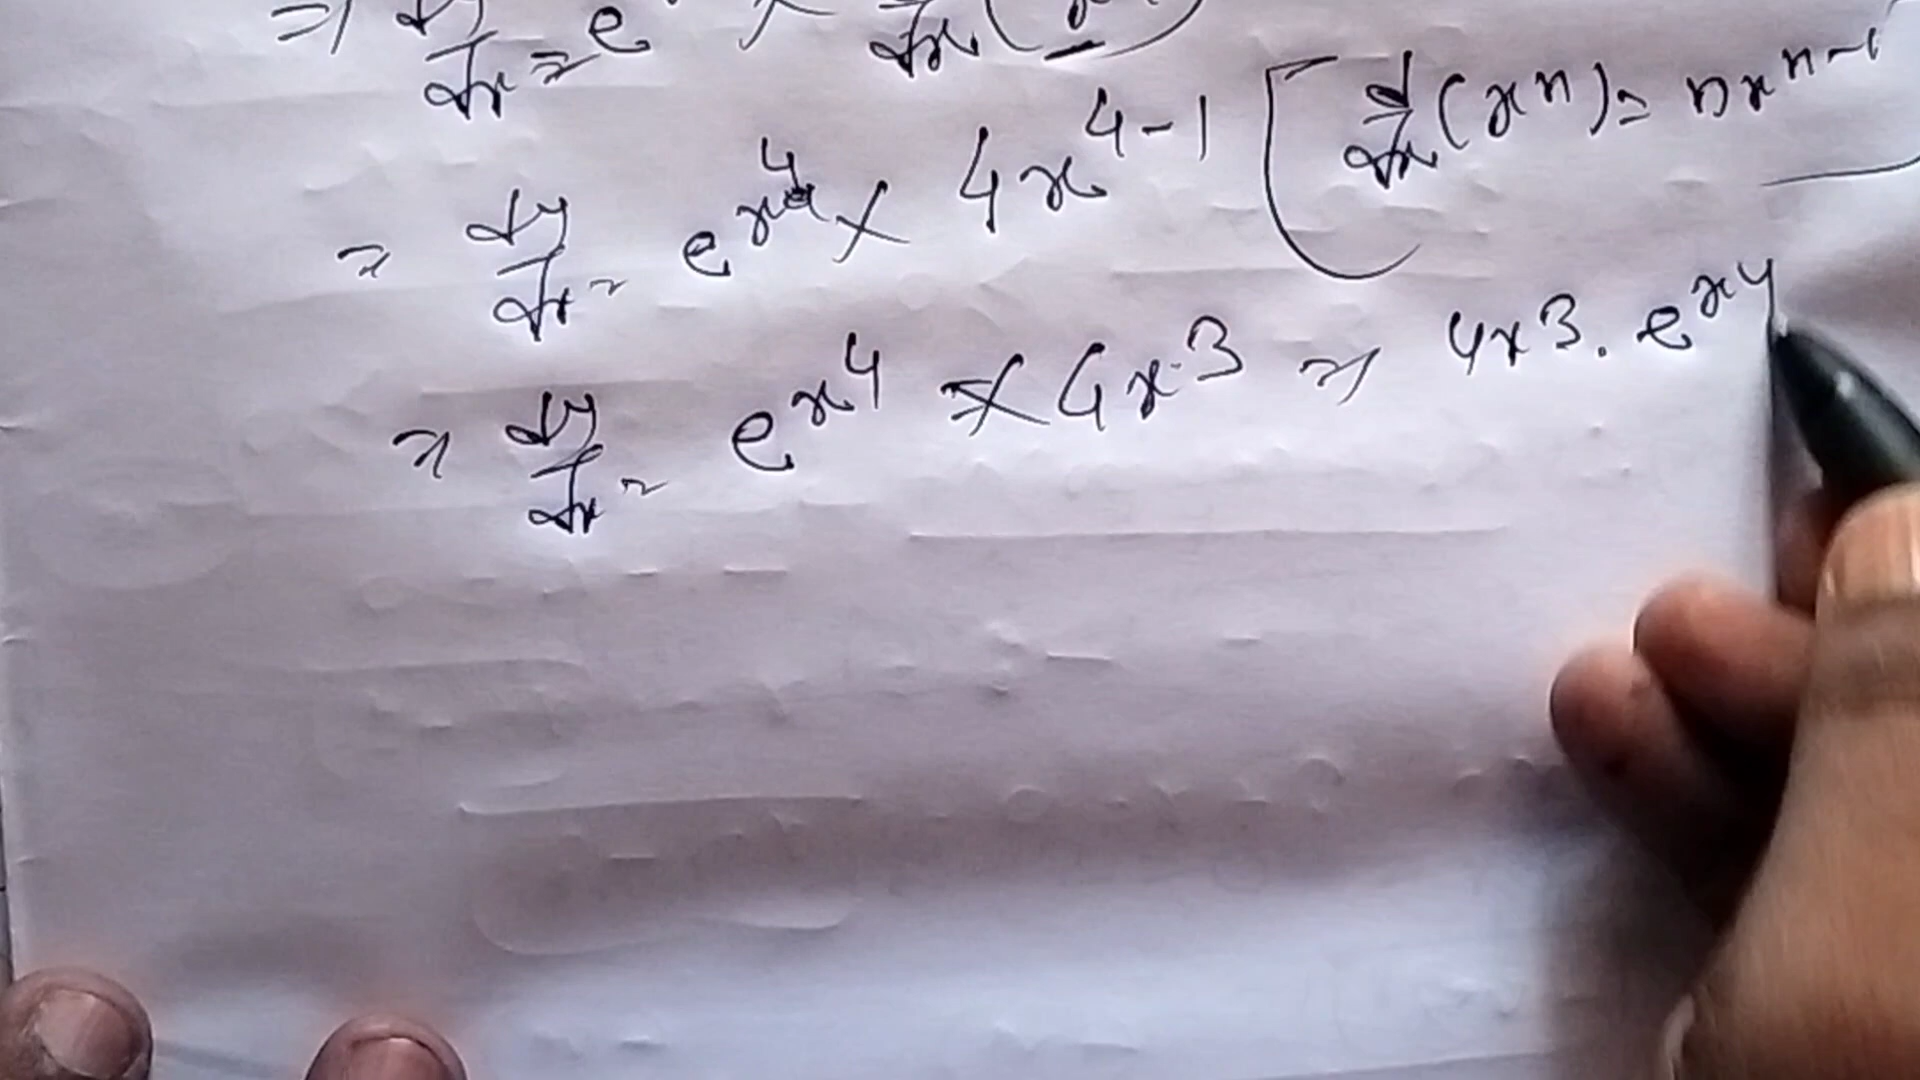 ⇒ dy/dx = e × d/dx (
= dy/dx = e^x^4 × 4x^4-1 [ d/dx (x^n) = nx^n-1
= dy/dx = e^x^4 × 4x^3 ⇒ 4x^3 . e^x^4